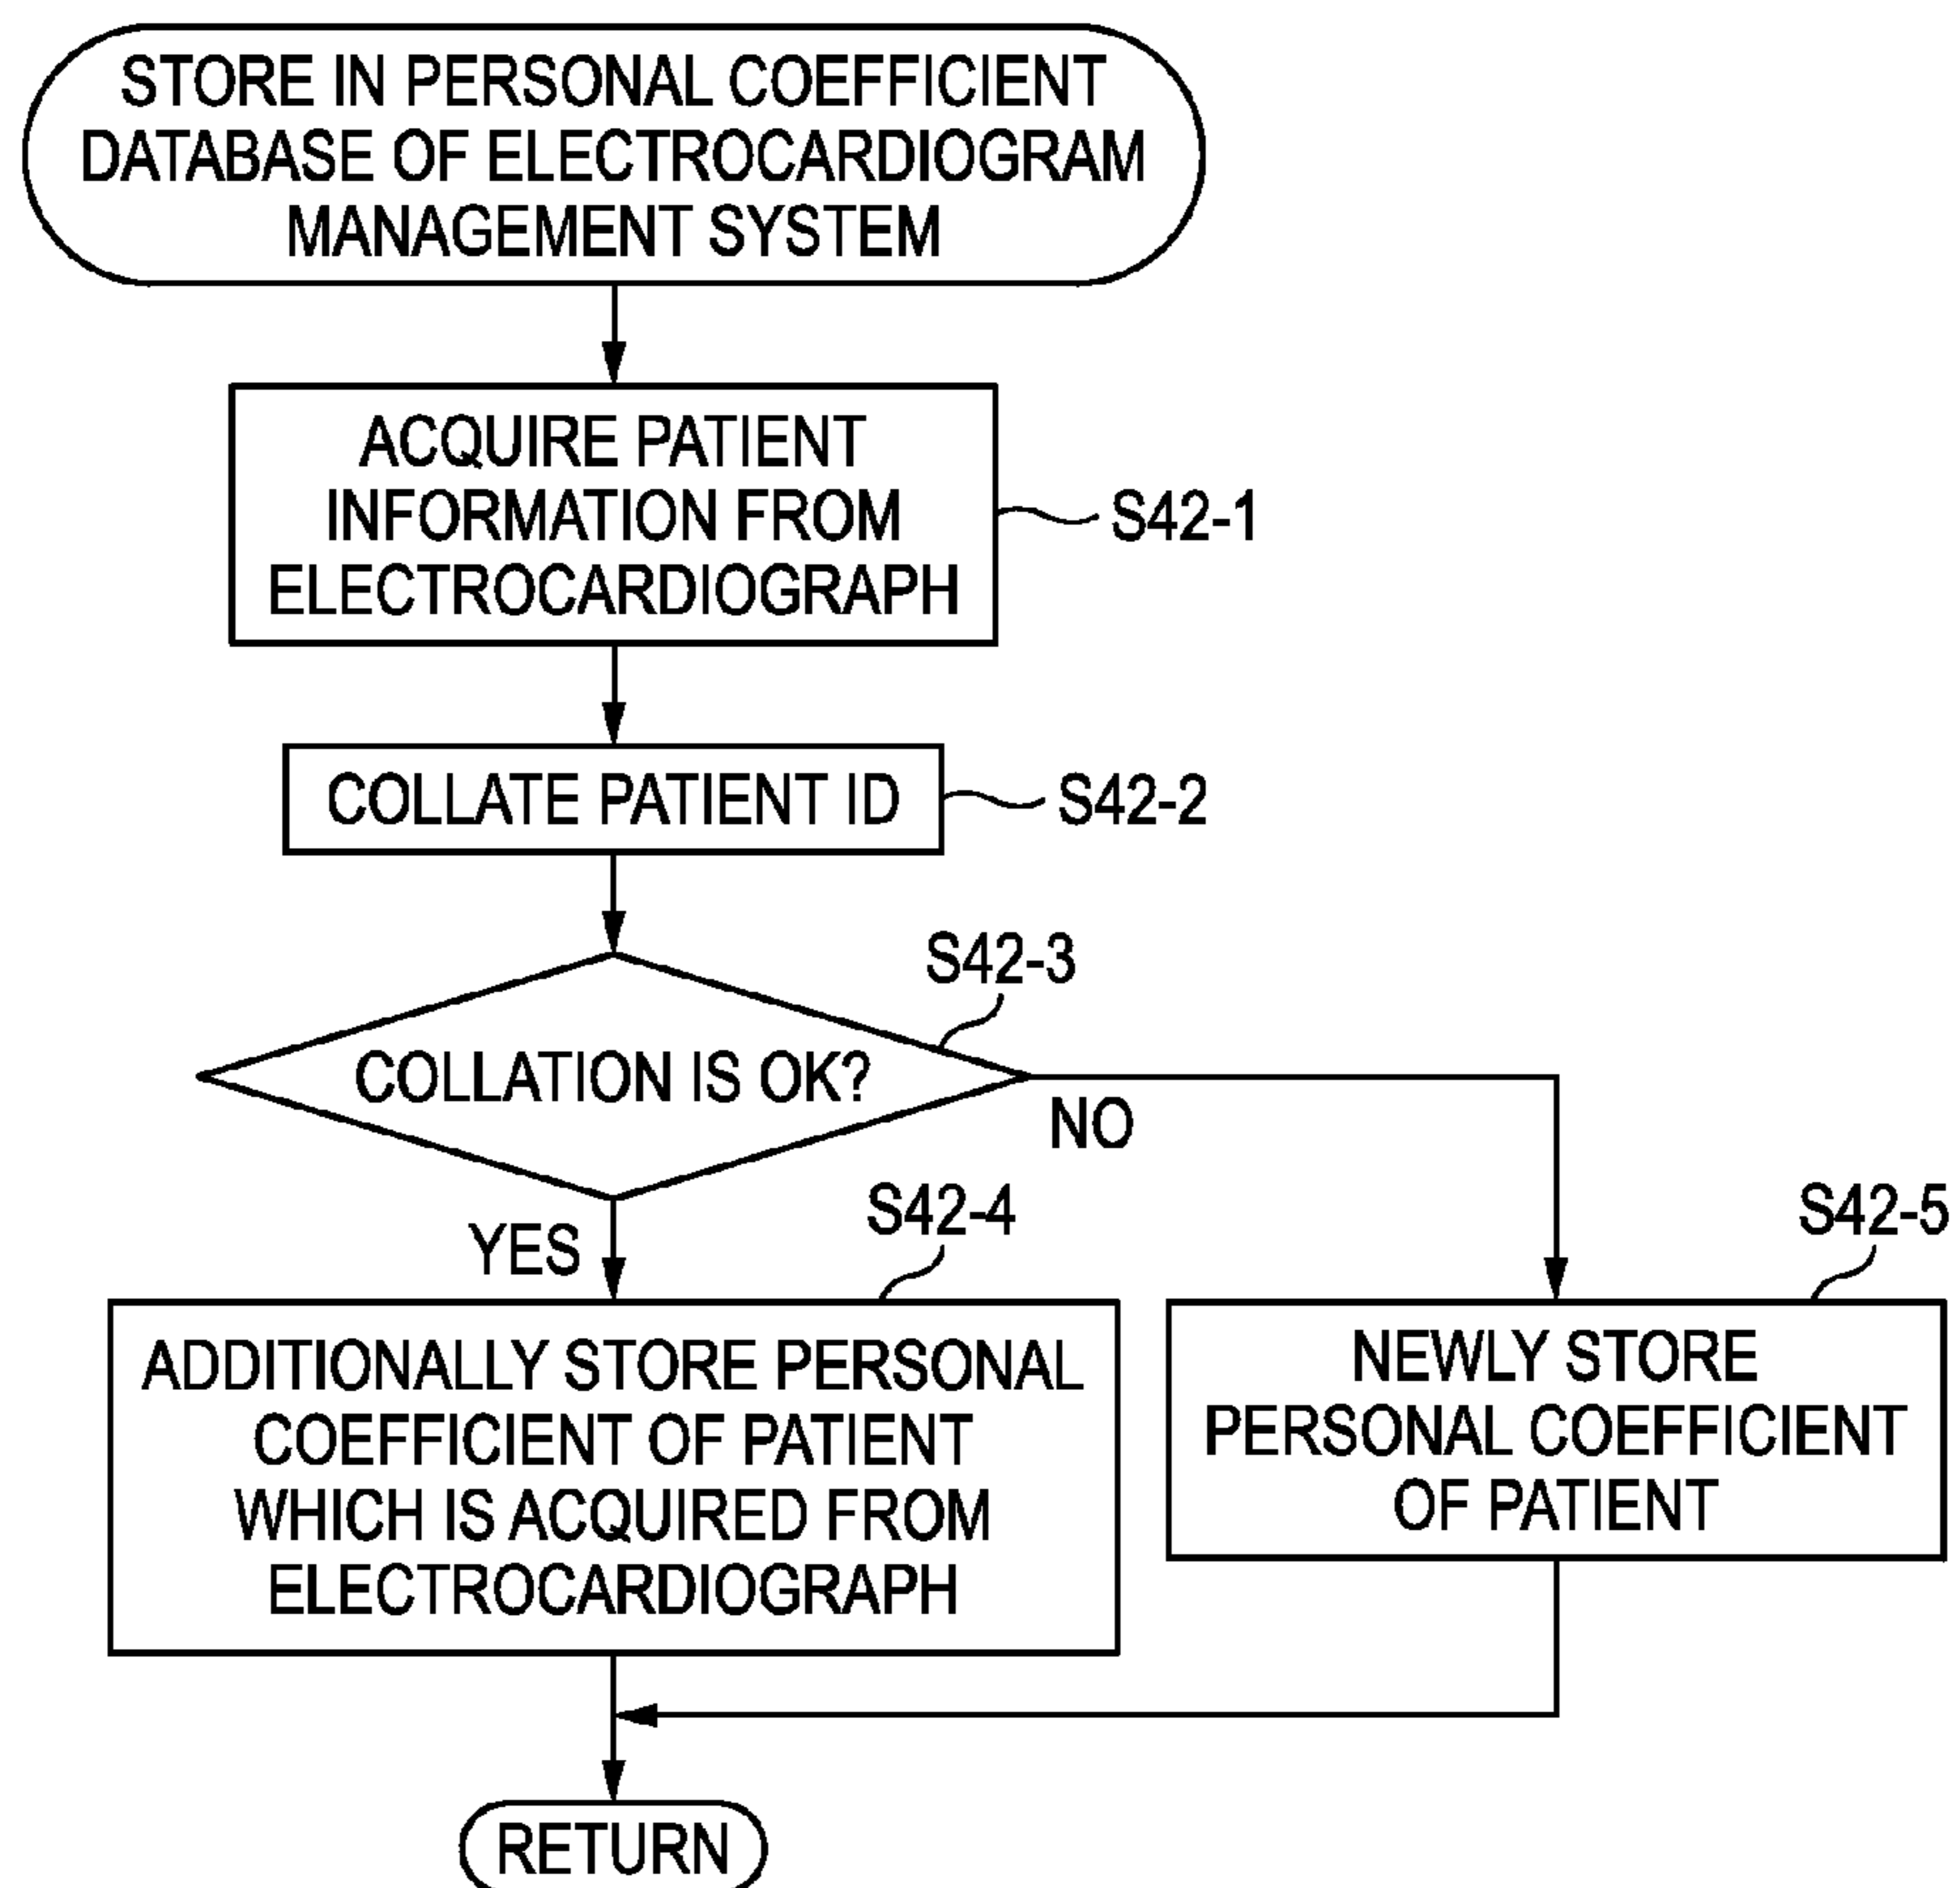 STORE IN PERSONAL COEFFICIENT
DATABASE OF ELECTROCARDIOGRAM
MANAGEMENT SYSTEM
ACQUIRE PATIENT
INFORMATION FROM
ELECTROCARDIOGRAPH
S42-1
COLLATE PATIENT ID
S42-2
S42-3
COLLATION IS OK?
NO
YES
S42-4
S42-5
ADDITIONALLY STORE PERSONAL
COEFFICIENT OF PATIENT
WHICH IS ACQUIRED FROM
ELECTROCARDIOGRAPH
NEWLY STORE
PERSONAL COEFFICIENT
OF PATIENT
RETURN